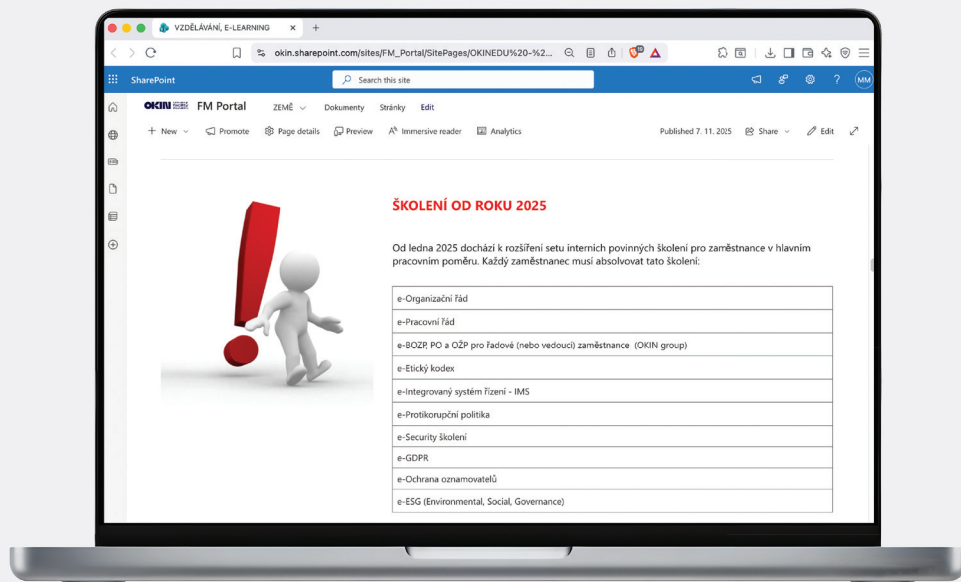 VZDĚLÁVÁNÍ, E-LEARNING
okin.sharepoint.com/sites/FM_Portal/SitePages/OKINEDU%20-%2...
SharePoint
Search this site
MM
OKIN
FM Portal
ZEMĚ
Dokumenty
Stránky
Edit
New
Promote
Page details
Preview
Immersive reader
Analytics
Published 7. 11. 2025
Share
Edit
ŠKOLENÍ OD ROKU 2025
Od ledna 2025 dochází k rozšíření setu interních povinných školení pro zaměstnance v hlavním
pracovním poměru. Každý zaměstnanec musí absolvovat tato školení:
e-Organizační řád
e-Pracovní řád
e-BOZP, PO a OŽP pro řadové (nebo vedoucí) zaměstnance (OKIN group)
e-Etický kodex
e-Integrovaný systém řízení - IMS
e-Protikorupční politika
e-Security školení
e-GDPR
e-Ochrana oznamovatelů
e-ESG (Environmental, Social, Governance)